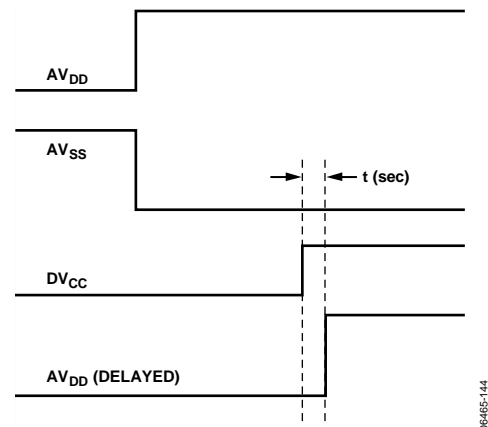 AVDD
AVSS
t (sec)
DVCC
AVDD (DELAYED)
06465-144